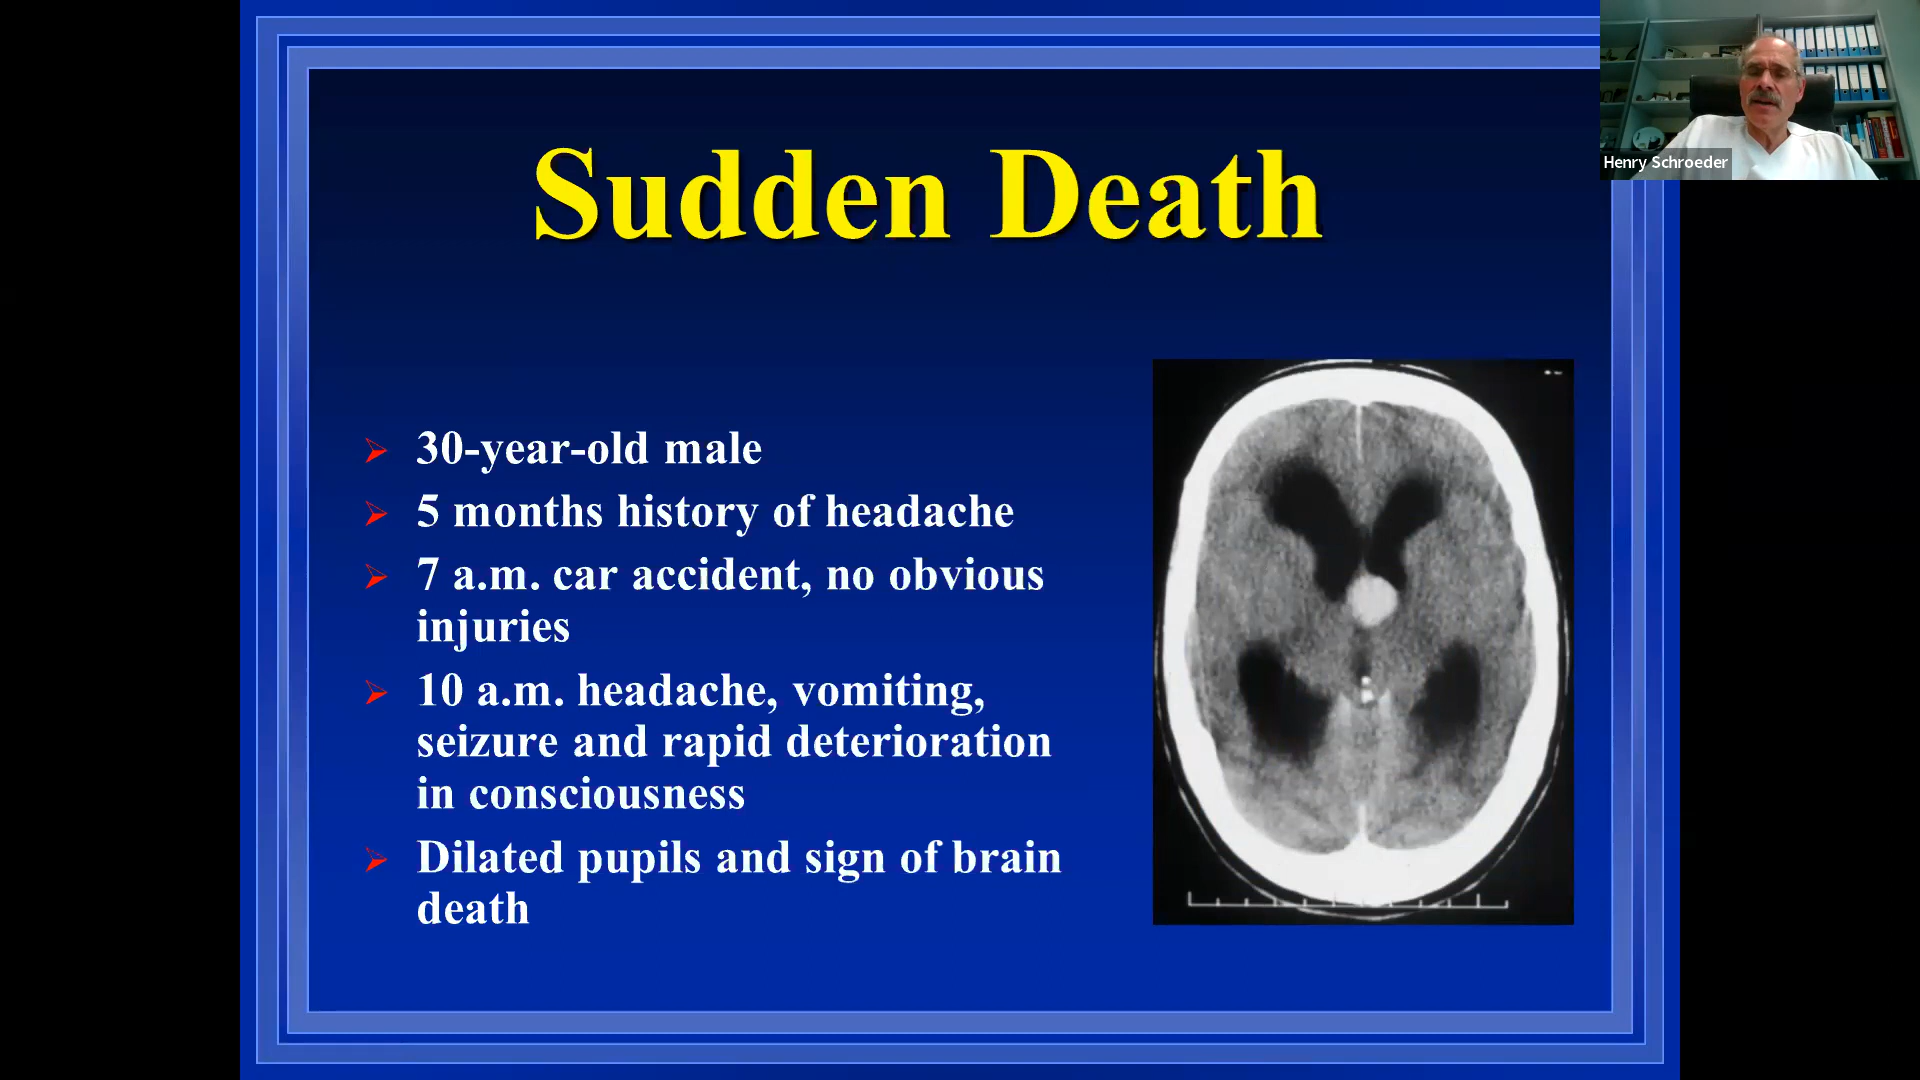 Sudden Death
Henry Schroeder
30-year-old male
5 months history of headache
7 a.m. car accident, no obvious
injuries
10 a.m. headache, vomiting,
seizure and rapid deterioration
in consciousness
Dilated pupils and sign of brain
death